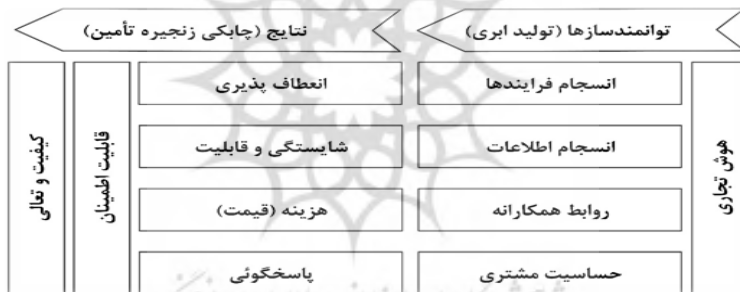 توانمندسازها (تولید ابری)
نتایج (چابکی زنجیره تأمین)
هوش تجاری
انسجام فرایندها
انعطاف پذیری
قابلیت اطمینان
کیفیت و تعالی
انسجام اطلاعات
شایستگی و قابلیت
روابط همکارانه
هزینه (قیمت)
حساسیت مشتری
پاسخگوئی